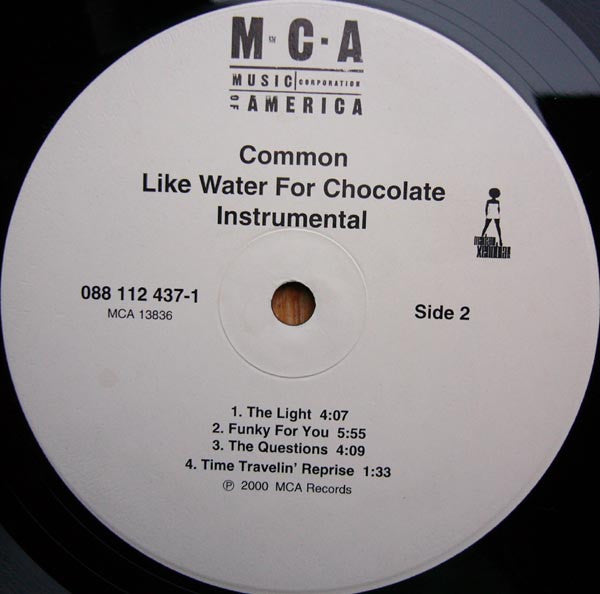 M·C·A
MUSIC CORPORATION
OF AMERICA
Common
Like Water For Chocolate
Instrumental
088 112 437-1
MCA 13836
Side 2
1. The Light 4:07
2. Funky For You 5:55
3. The Questions 4:09
4. Time Travelin' Reprise 1:33
℗ 2000 MCA Records